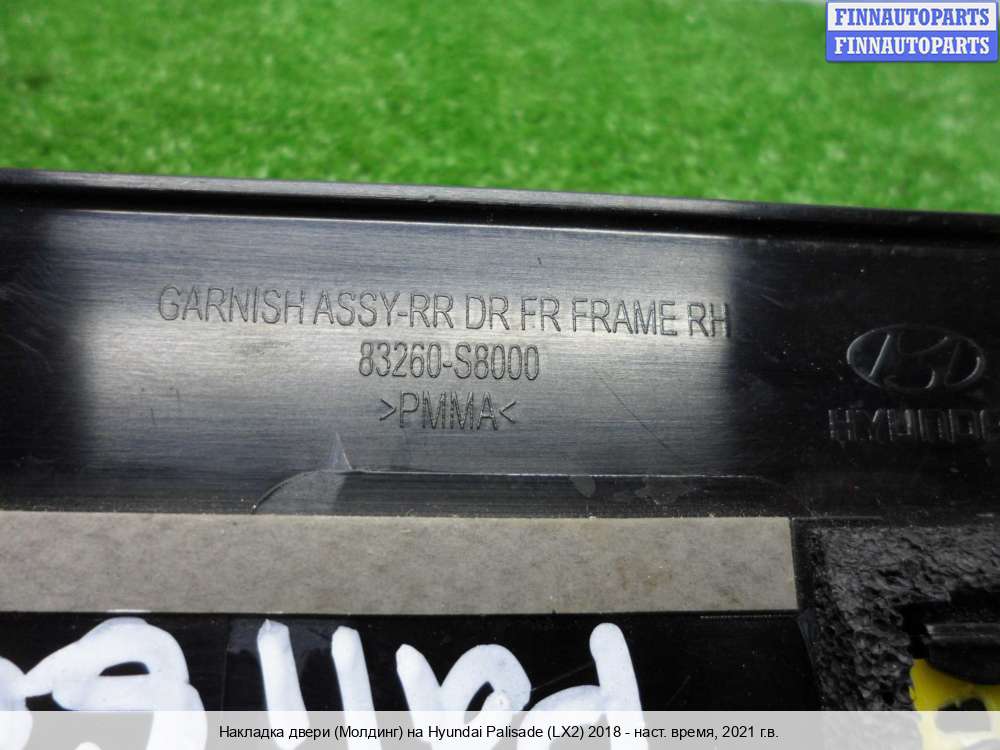 FINNAUTOPARTS
FINNAUTOPARTS
GARNISH ASSY-RR DR FR FRAME RH
83260-S8000
>PMMA<
Накладка двери (Молдинг) на Hyundai Palisade (LX2) 2018 - наст. время, 2021 г.в.